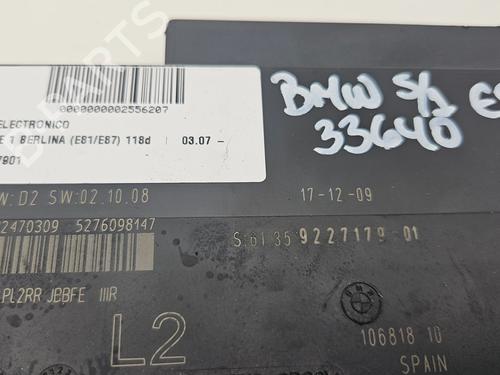 0000000002556207
ELECTRONICO
E 1 BERLINA (E81/E87) 118d
03.07 -
7901
BMW S/1
33640
W:D2 SW:02.10.08
17-12-09
2470309 5276098147
S:61.35 9227179-01
PL2RR JBBFE IIIR
L2
106818 10
SPAIN